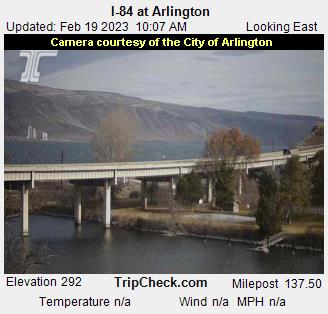 I-84 at Arlington
Updated: Feb 19 2023 10:07 AM Looking East
Camera courtesy of the City of Arlington
Elevation 292 TripCheck.com Milepost 137.50
Temperature n/a Wind n/a MPH n/a